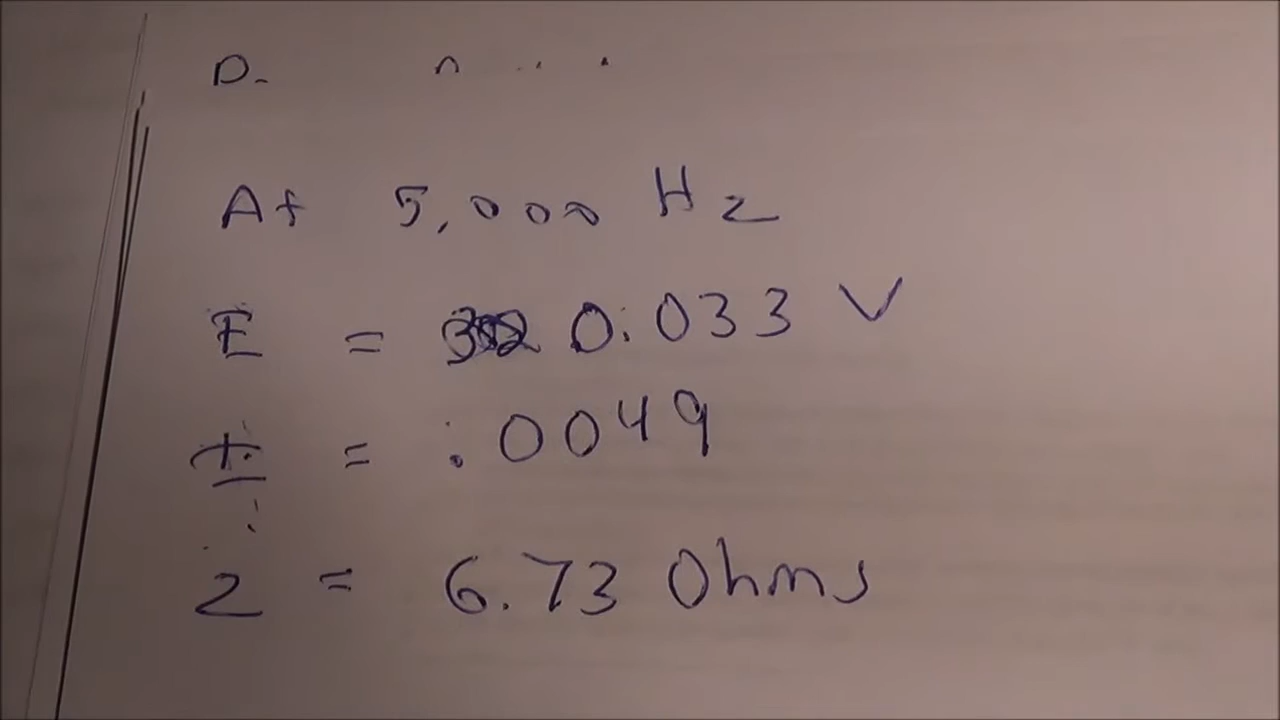 At 5,000 Hz
E = 0.033 V
I = .0049
Z = 6.73 Ohms